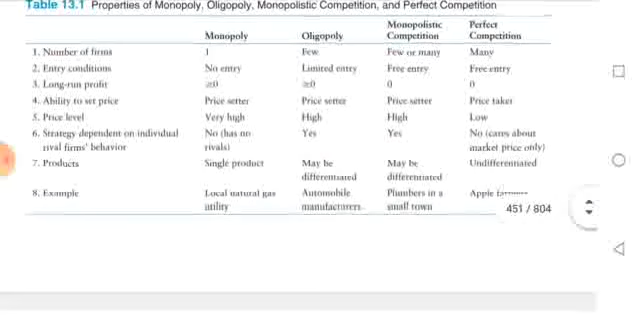 Table 13.1 Properties of Monopoly, Oligopoly, Monopolistic Competition, and Perfect Competition
Monopoly Oligopoly Monopolistic Competition Perfect Competition
1. Number of firms 1 Few Few or many Many
2. Entry conditions No entry Limited entry Free entry Free entry
3. Long-run profit ≥0 ≥0 0 0
4. Ability to set price Price setter Price setter Price setter Price taker
5. Price level Very high High High Low
6. Strategy dependent on individual No (has no Yes Yes No (cares about
rival firms' behavior rivals) market price only)
7. Products Single product May be May be Undifferentiated
differentiated differentiated
8. Example Local natural gas Automobile Plumbers in a Apple
utility manufacturers small town
451 / 804